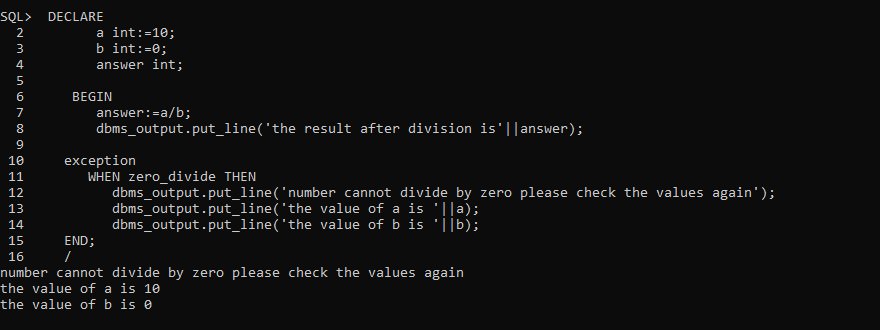 SQL>  DECLARE
  2         a int:=10;
  3         b int:=0;
  4         answer int;
  5
  6      BEGIN
  7         answer:=a/b;
  8         dbms_output.put_line('the result after division is'||answer);
  9
 10     exception
 11        WHEN zero_divide THEN
 12           dbms_output.put_line('number cannot divide by zero please check the values again');
 13           dbms_output.put_line('the value of a is '||a);
 14           dbms_output.put_line('the value of b is '||b);
 15     END;
 16     /
number cannot divide by zero please check the values again
the value of a is 10
the value of b is 0